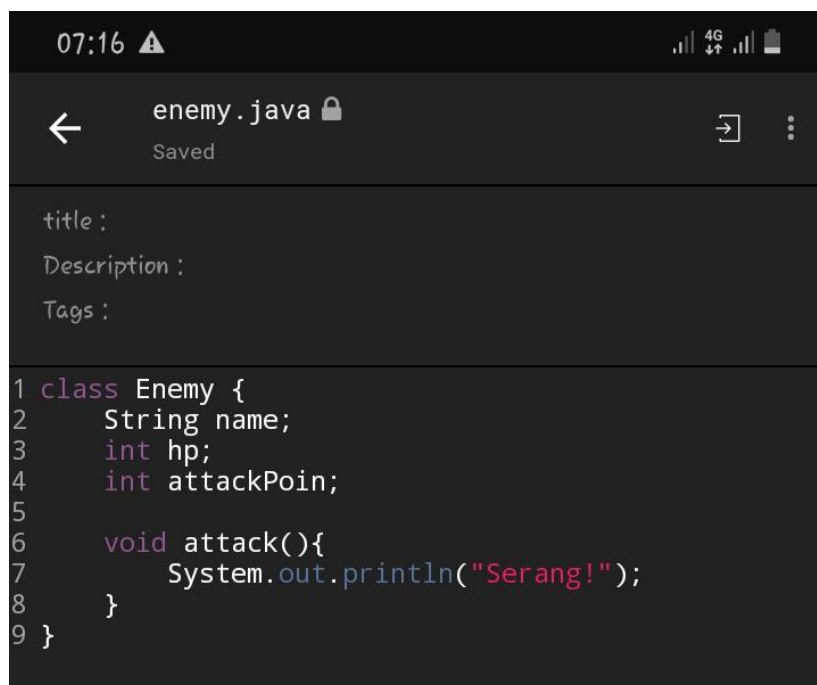 07:16
4G
enemy.java
Saved
title :
Description :
Tags :
1 class Enemy {
2     String name;
3     int hp;
4     int attackPoin;
5
6     void attack(){
7         System.out.println("Serang!");
8     }
9 }